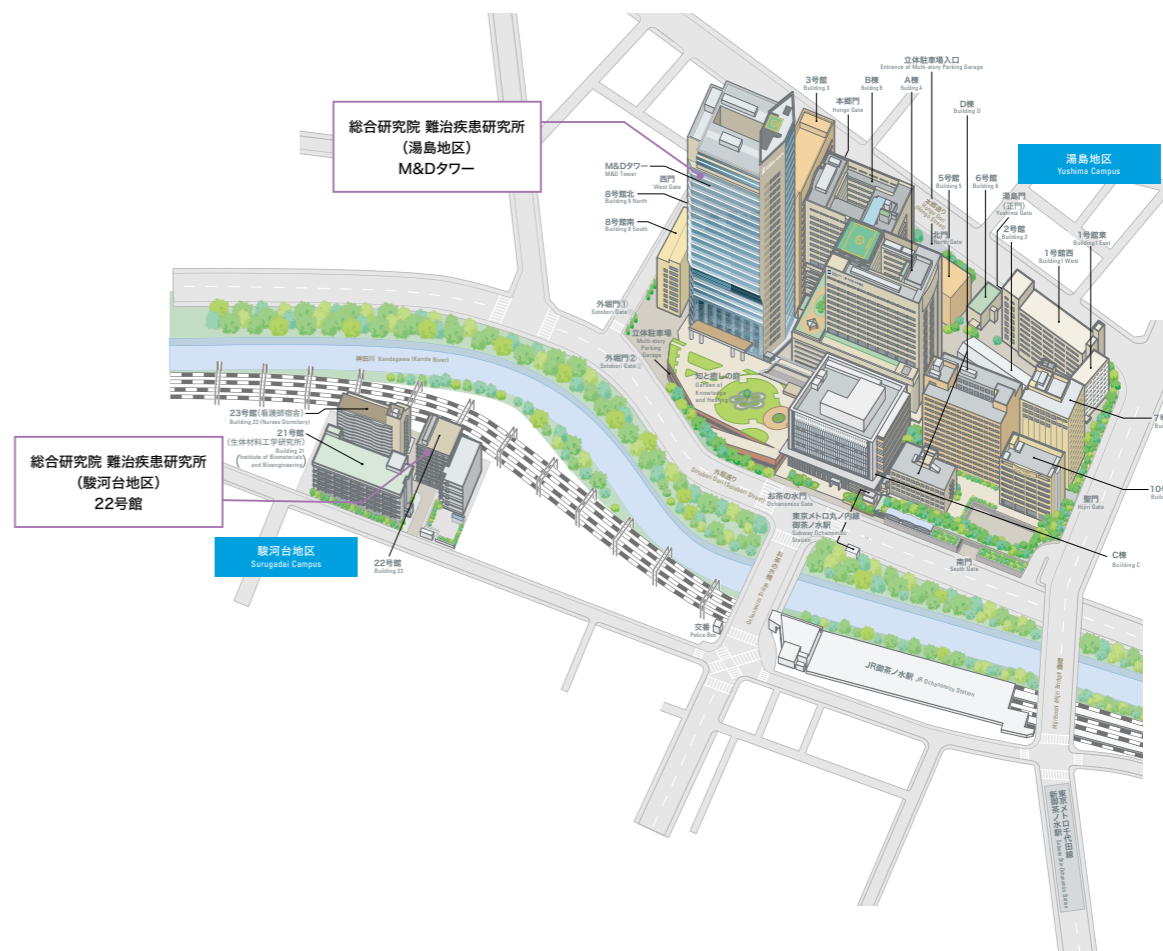 総合研究院 難治疾患研究所
（湯島地区）
M&Dタワー
立体駐車場入口
Entrance of Multi-story Parking Garage
3号館
Building 3
B棟
Building B
A棟
Building A
本郷門
Hongo Gate
D棟
Building D
湯島地区
Yushima Campus
M&Dタワー
M&D Tower
西門
West Gate
8号館北
Building 8 North
8号館南
Building 8 South
5号館
Building 5
6号館
Building 6
湯島門
（正門）
Yushima Gate
2号館
Building 2
1号館東
Building1 East
1号館西
Building1 West
北門
North Gate
外堀門①
Sotobori Gate ①
立体駐車場
Multi-story
Parking
Garage
外堀門②
Sotobori Gate ②
知と癒しの庭
Garden of
Knowledge
and Healing
神田川 Kandagawa (Kanda River)
23号館（看護師宿舎）
Building 23 (Nurses Dormitory)
21号館
（生体材料工学研究所）
Building 21
(Institute of Biomaterials
and Bioengineering)
総合研究院 難治疾患研究所
（駿河台地区）
22号館
駿河台地区
Surugadai Campus
22号館
Building 22
外堀通り
Sotobori Dori (Sotobori Street)
お茶の水門
Ochanomizu Gate
東京メトロ丸ノ内線
御茶ノ水駅
Subway Ochanomizu
Station
聖門
Hijiri Gate
C棟
Building C
南門
South Gate
交番
Police Box
JR御茶ノ水駅 JR Ochanomizu Station
東京メトロ千代田線
新御茶ノ水駅